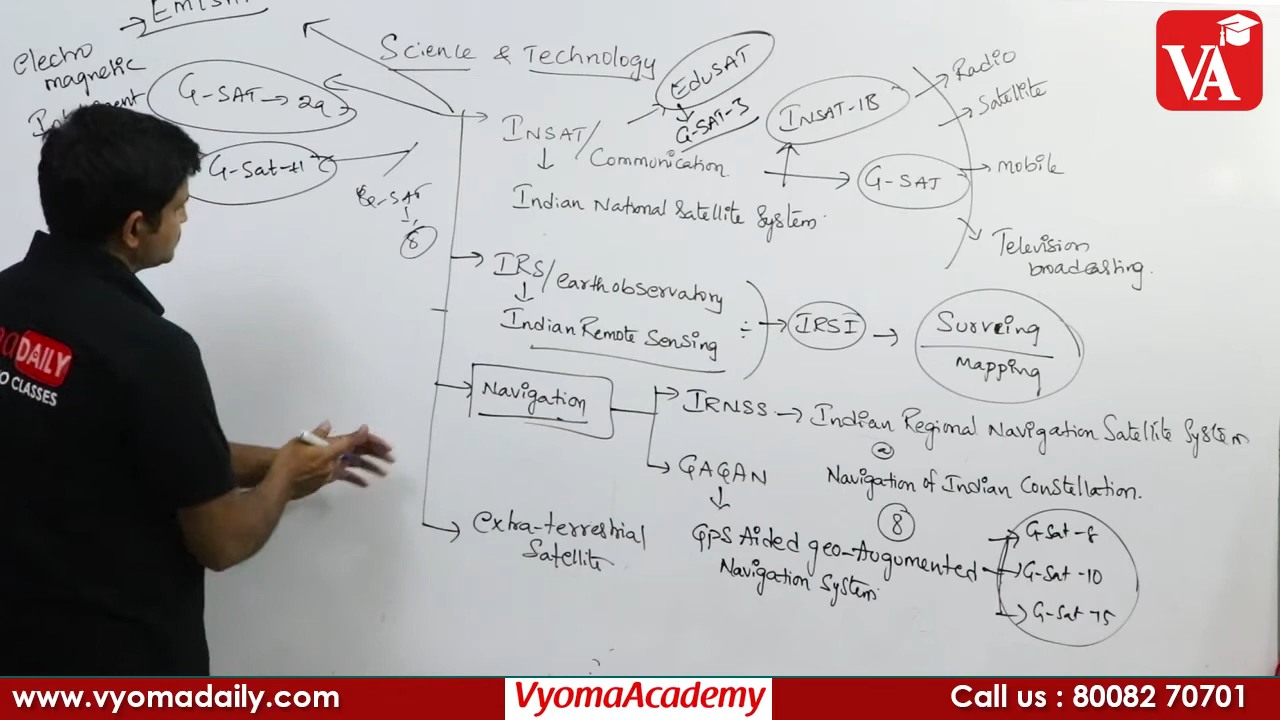 Science & Technology
electro
magnetic
G-SAT → 29
G-Sat-11
8
INSAT/
Communication
Indian National Satellite System
EduSAT
G-SAT-3
INSAT-1B
G-SAT
Radio
Satellite
mobile
Television
broadcasting.
IRS/earth observatory
Indian Remote Sensing
IRSI
Surveing
mapping
Navigation
IRNSS → Indian Regional Navigation Satellite System
Navigation of Indian Constellation.
8
GAGAN
GPS Aided geo-Augumented
Navigation System
G-Sat-8
G-Sat-10
G-Sat-15
extra-terrestrial
Satellite
DAILY
O CLASSES
VA
www.vyomadaily.com
VyomaAcademy
Call us : 80082 70701